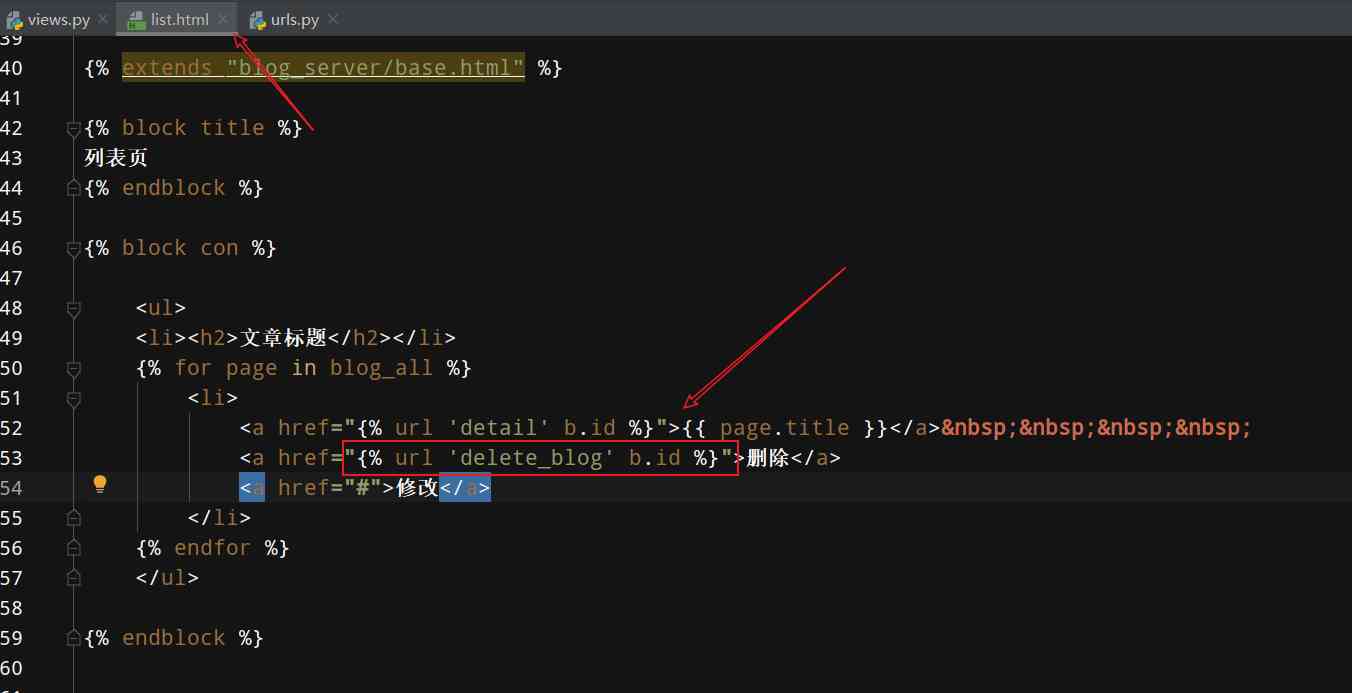 views.py list.html urls.py
39
40 {% extends "blog_server/base.html" %}
41
42 {% block title %}
43 列表页
44 {% endblock %}
45
46 {% block con %}
47
48 <ul>
49 <li><h2>文章标题</h2></li>
50 {% for page in blog_all %}
51 <li>
52 <a href="{% url 'detail' b.id %}">{{ page.title }}</a>&nbsp;&nbsp;&nbsp;&nbsp;
53 <a href="{% url 'delete_blog' b.id %}">删除</a>
54 <a href="#">修改</a>
55 </li>
56 {% endfor %}
57 </ul>
58
59 {% endblock %}
60